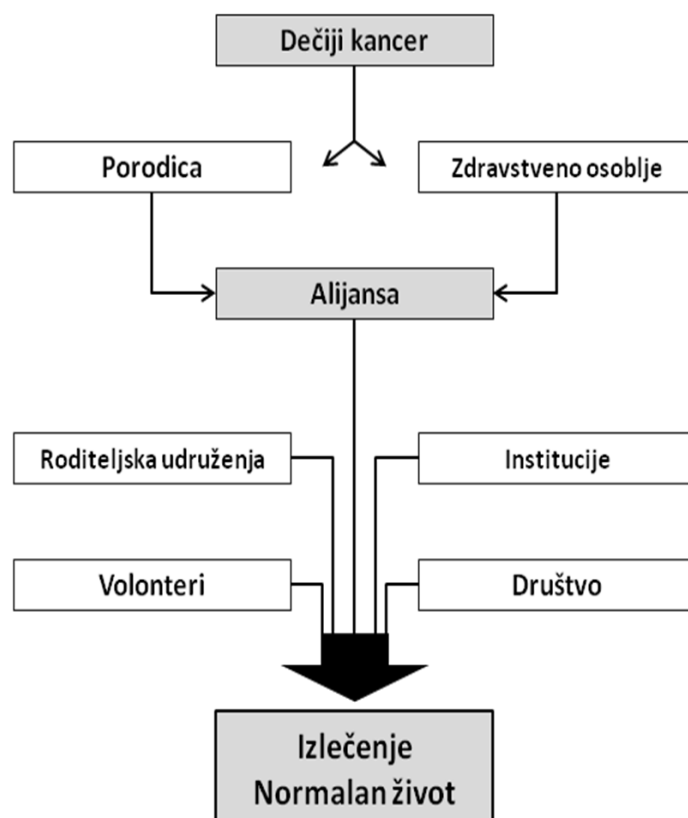 Dečiji kancer
Porodica
Zdravstveno osoblje
Alijansa
Roditeljska udruženja
Institucije
Volonteri
Društvo
Izlečenje
Normalan život